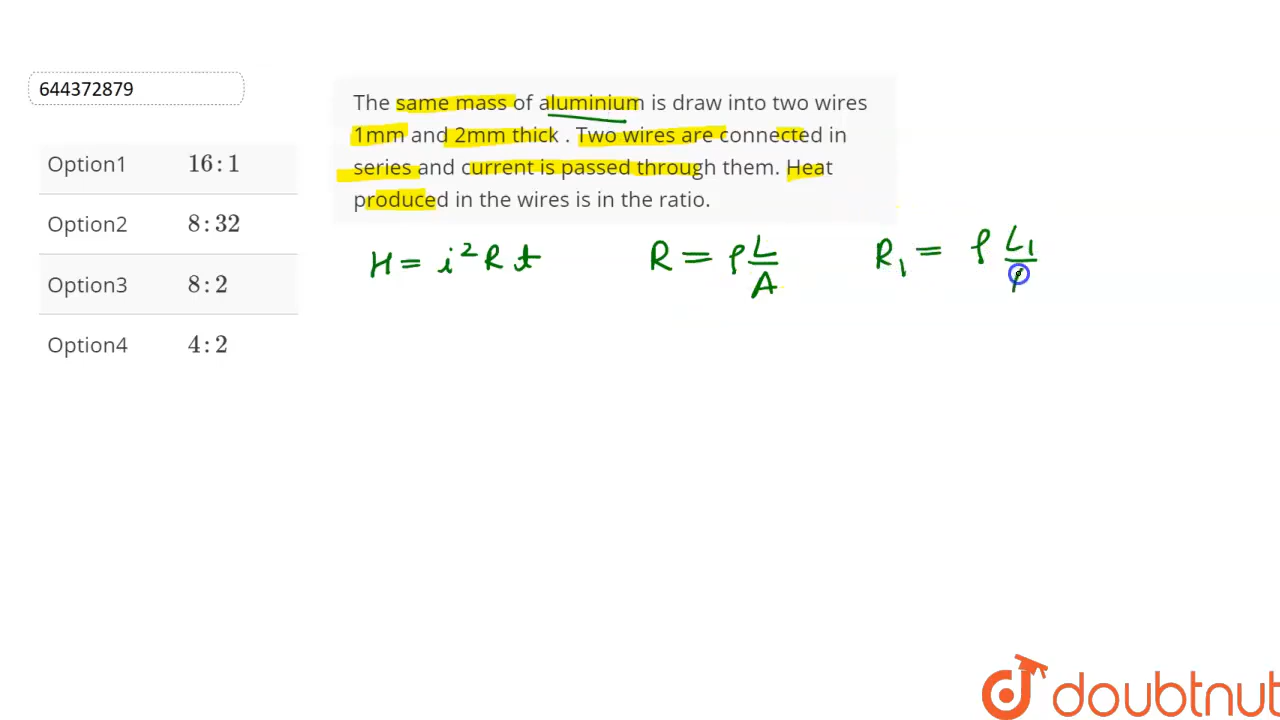 644372879
The same mass of aluminium is draw into two wires
1mm and 2mm thick . Two wires are connected in
series and current is passed through them. Heat
produced in the wires is in the ratio.
Option1 16 : 1
Option2 8 : 32
Option3 8 : 2
Option4 4 : 2
H = i²Rt R = ρ L/A R₁ = ρ L₁/
doubtnut